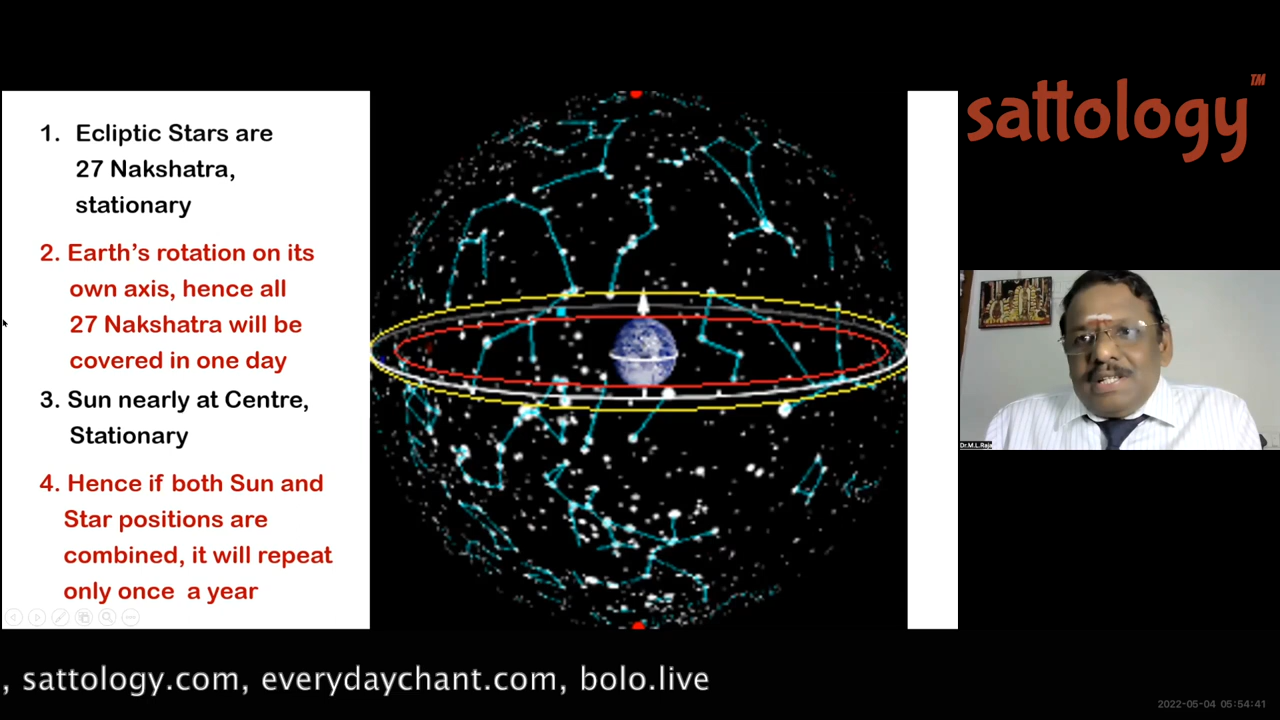 1. Ecliptic Stars are
27 Nakshatra,
stationary
2. Earth's rotation on its
own axis, hence all
27 Nakshatra will be
covered in one day
3. Sun nearly at Centre,
Stationary
4. Hence if both Sun and
Star positions are
combined, it will repeat
only once a year
sattology™
Dr.M.L.Raja
, sattology.com, everydaychant.com, bolo.live
2022-05-04 05:54:41